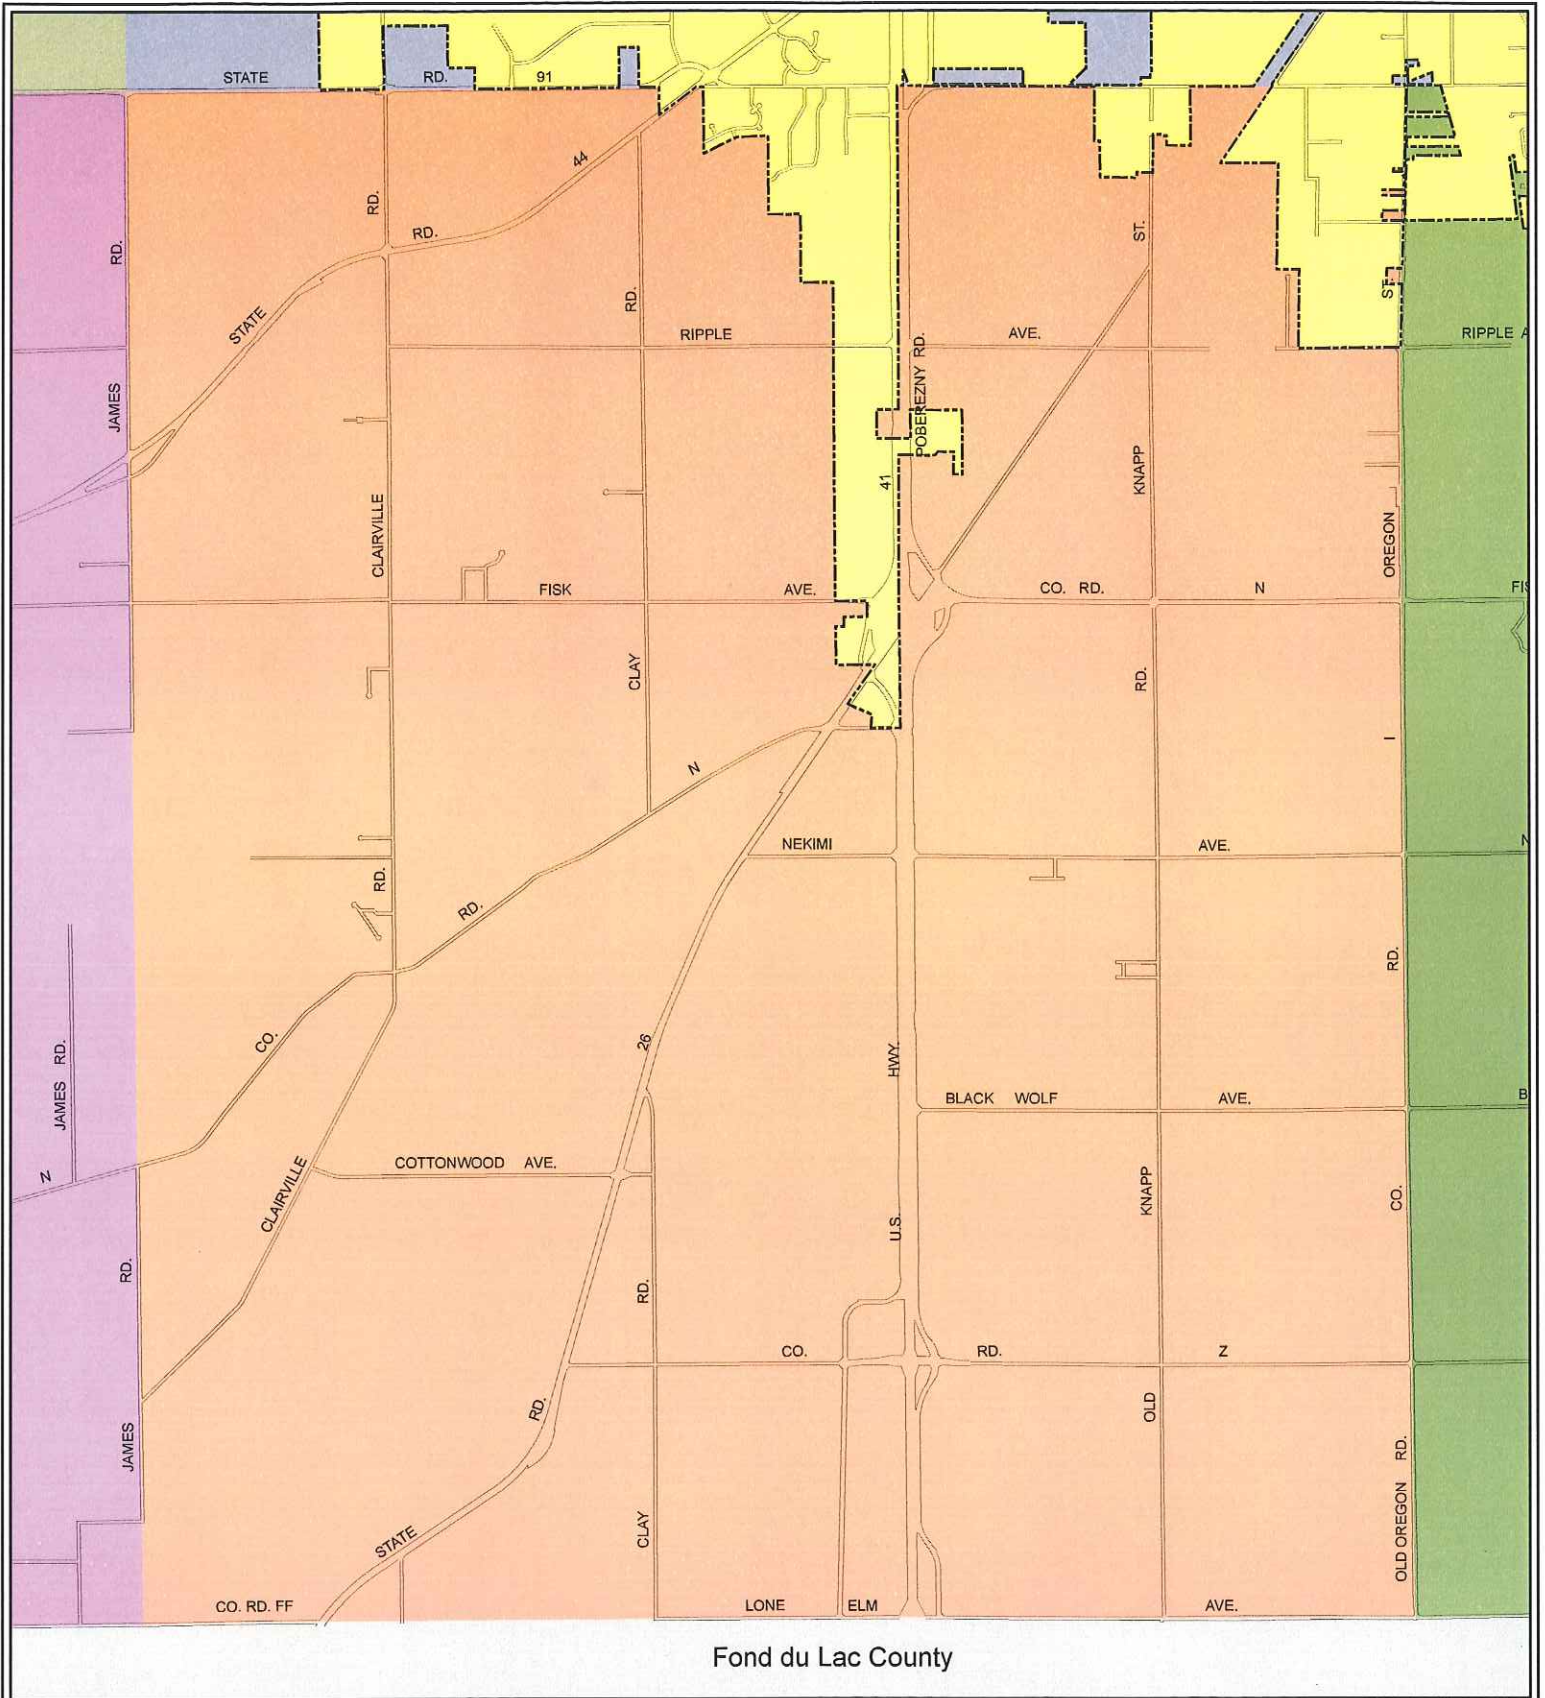 STATE RD. 91
44
RD.
RD.
RD.
ST.
RD.
STATE
RIPPLE
AVE.
ST.
RIPPLE A
POBEREZNY RD.
JAMES
41
KNAPP
CLAIRVILLE
OREGON
FISK AVE.
CO. RD. N
FIS
CLAY
RD.
I
N
NEKIMI
AVE.
N
RD.
RD.
RD.
CO.
26
HWY.
JAMES RD.
BLACK WOLF AVE.
B
N
CLAIRVILLE
COTTONWOOD AVE.
KNAPP
CO.
U.S.
RD.
RD.
CO. RD. Z
RD.
OLD
JAMES
OLD OREGON RD.
STATE
CLAY
CO. RD. FF
LONE ELM AVE.
Fond du Lac County